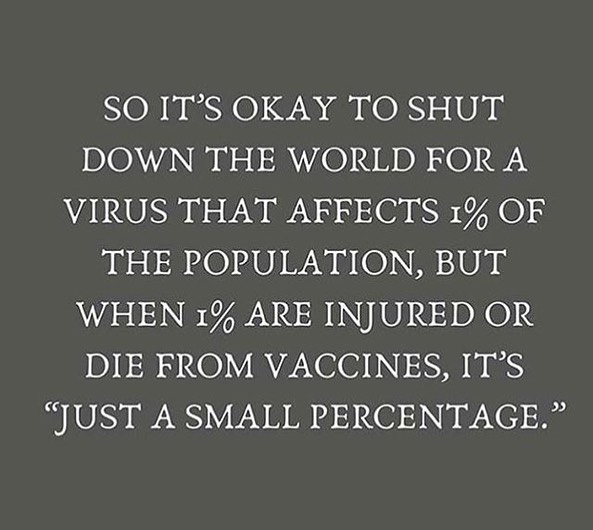 SO IT'S OKAY TO SHUT
DOWN THE WORLD FOR A
VIRUS THAT AFFECTS 1% OF
THE POPULATION, BUT
WHEN 1% ARE INJURED OR
DIE FROM VACCINES, IT'S
“JUST A SMALL PERCENTAGE.”